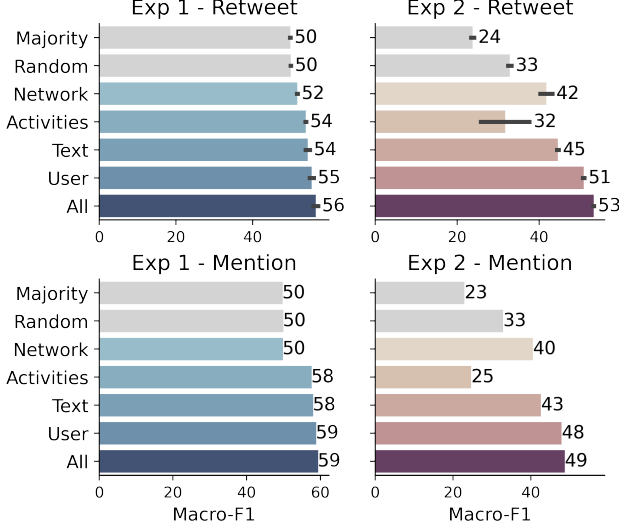 Exp 1 - Retweet
Majority 50
Random 50
Network 52
Activities 54
Text 54
User 55
All 56
0 20 40
Exp 2 - Retweet
24
33
42
32
45
51
53
0 20 40
Exp 1 - Mention
Majority 50
Random 50
Network 50
Activities 58
Text 58
User 59
All 59
0 20 40 60
Macro-F1
Exp 2 - Mention
23
33
40
25
43
48
49
0 20 40
Macro-F1